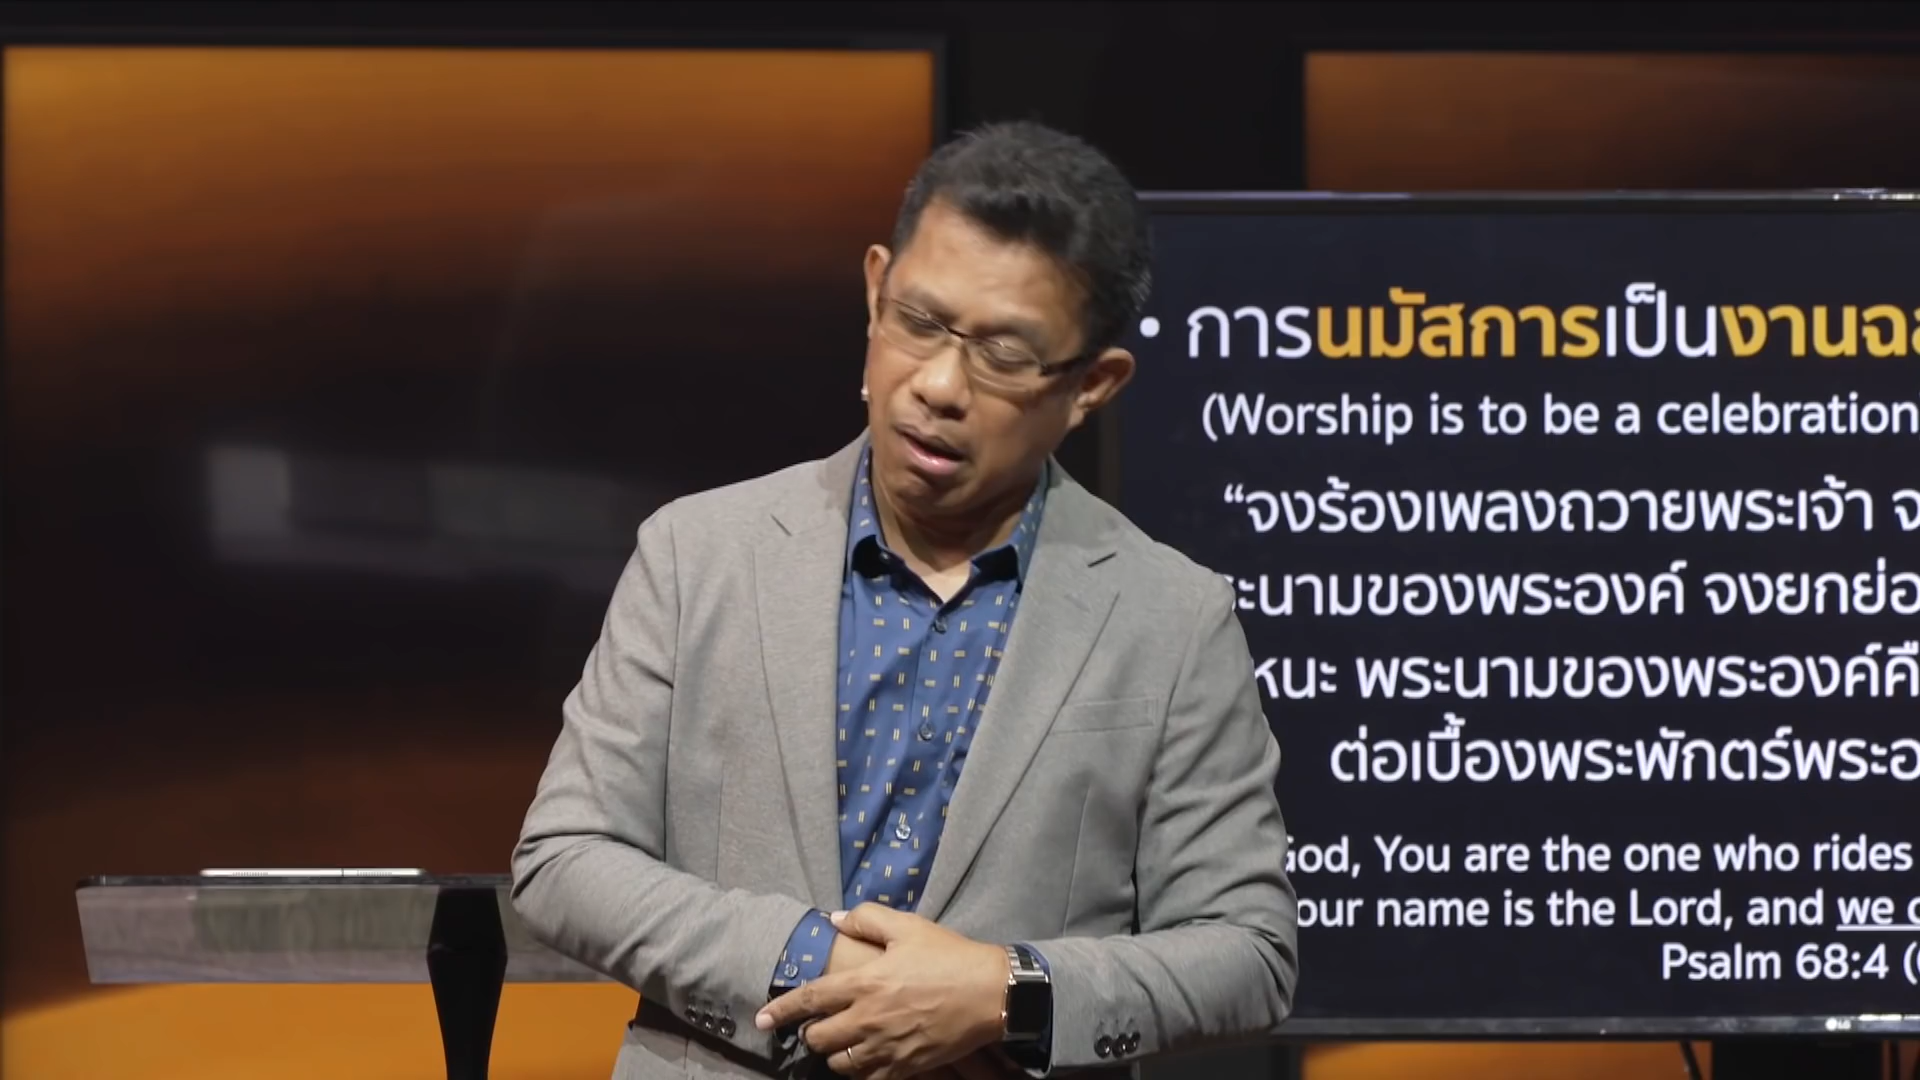 • การนมัสการเป็นงานฉล
(Worship is to be a celebration
“จงร้องเพลงถวายพระเจ้า จ
ะนามของพระองค์ จงยกย่อ
หนะ พระนามของพระองค์คื
ต่อเบื้องพระพักตร์พระอ
God, You are the one who rides
our name is the Lord, and we c
Psalm 68:4 (
LG